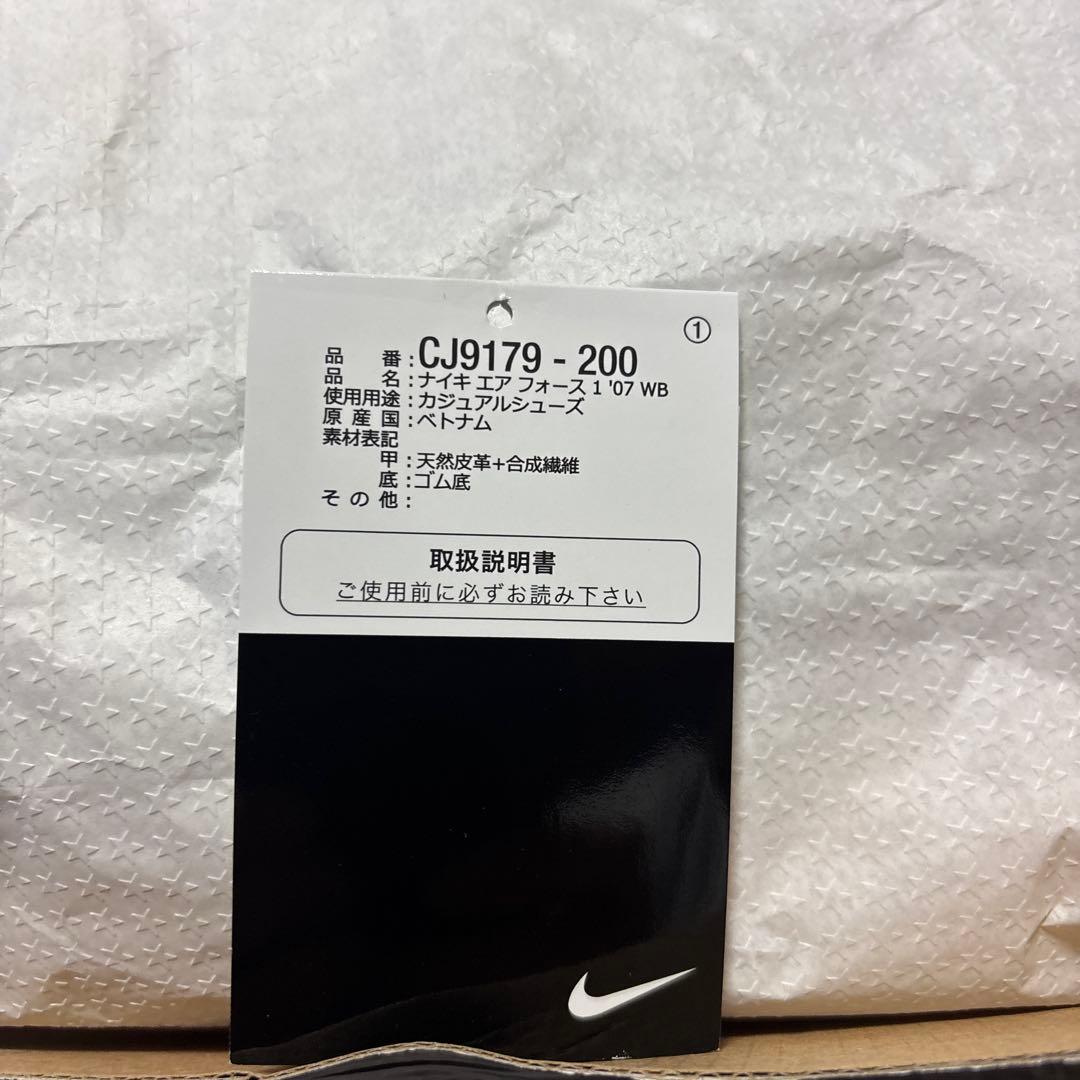 ①
品番:CJ9179 - 200
品名:ナイキ エア フォース 1 '07 WB
使用用途:カジュアルシューズ
原産国:ベトナム
素材表記
甲:天然皮革+合成繊維
底:ゴム底
その他:
取扱説明書
ご使用前に必ずお読み下さい